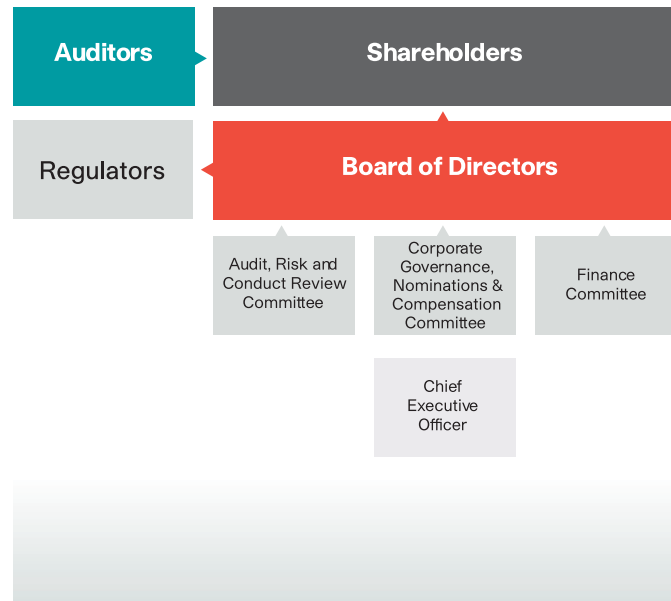 Auditors
Shareholders
Regulators
Board of Directors
Audit, Risk and
Conduct Review
Committee
Corporate
Governance,
Nominations &
Compensation
Committee
Finance
Committee
Chief
Executive
Officer